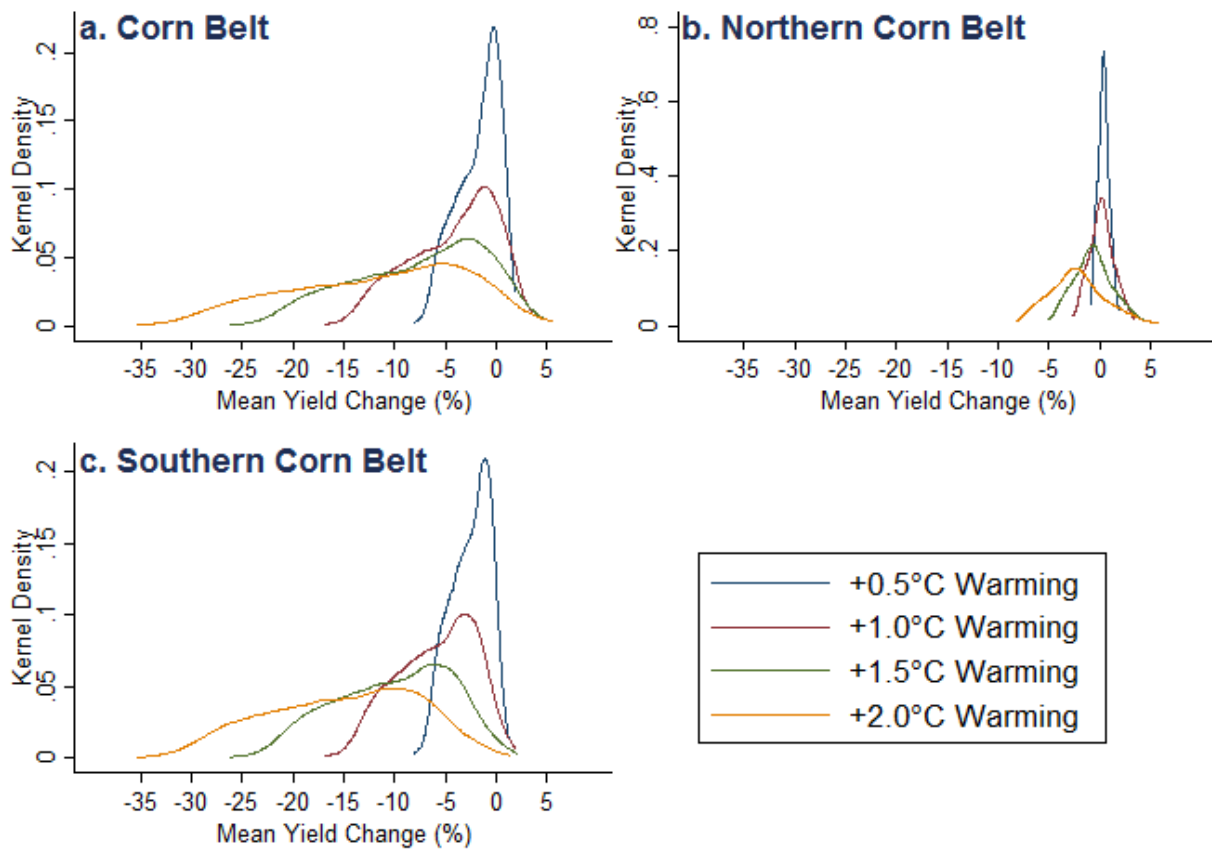 a. Corn Belt
Kernel Density
0 .05 .1 .15 .2
-35 -30 -25 -20 -15 -10 -5 0 5
Mean Yield Change (%)
b. Northern Corn Belt
Kernel Density
0 .2 .4 .6 .8
-35 -30 -25 -20 -15 -10 -5 0 5
Mean Yield Change (%)
c. Southern Corn Belt
Kernel Density
0 .05 .1 .15 .2
-35 -30 -25 -20 -15 -10 -5 0 5
Mean Yield Change (%)
+0.5°C Warming
+1.0°C Warming
+1.5°C Warming
+2.0°C Warming